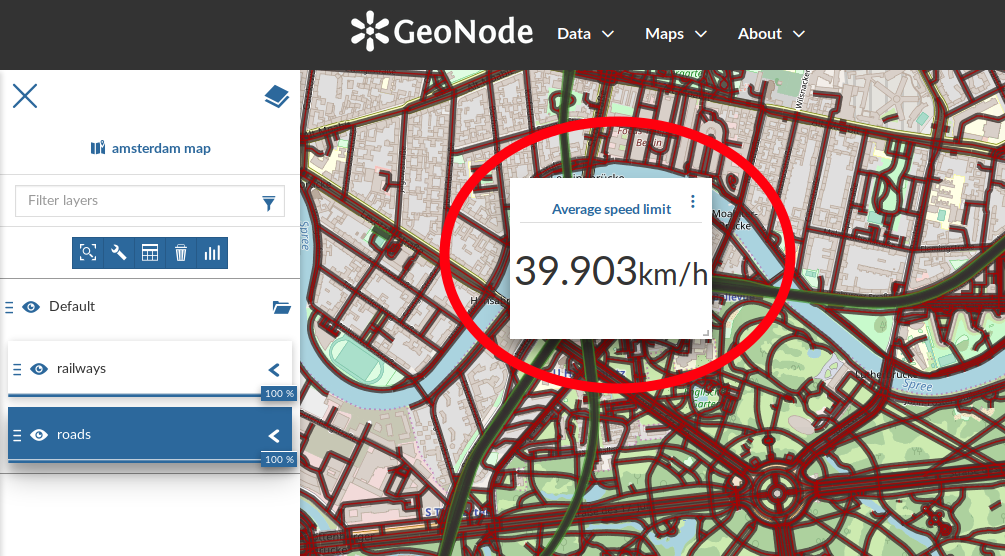 GeoNode
Data
Maps
About
amsterdam map
Filter layers
Default
railways
100 %
roads
100 %
Average speed limit
39.903km/h
Berlin
Spree
Spree